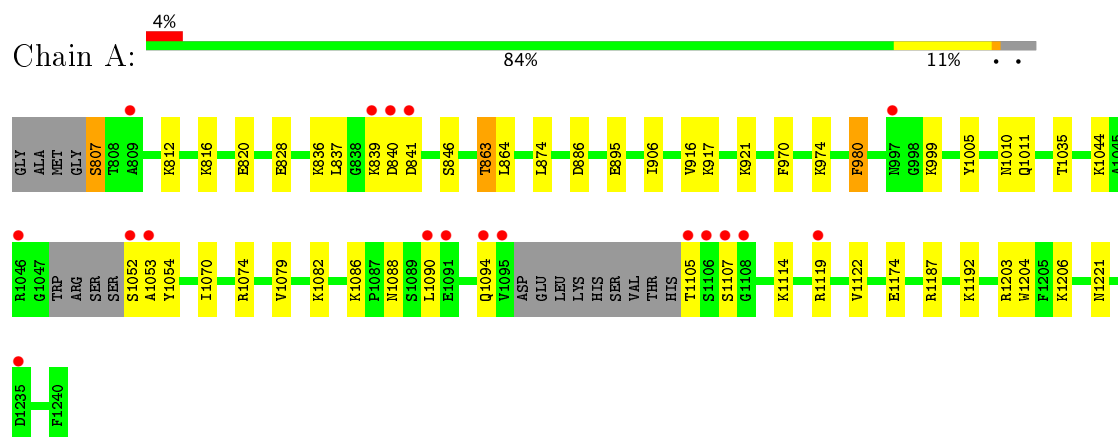 4%
Chain A:
84%
11%
• •
GLY ALA MET GLY S807 T808 A809 K812 K816 E820 E828 K836 L837 G838 K839 D840 D841 S846 T863 L864 L874 D886 E895 I906 V916 K917 K921 F970 K974 F980 N997 G998 K999 Y1005 N1010 Q1011 T1035 K1044 A1045
R1046 G1047 TRP ARG SER SER S1052 A1053 Y1054 I1070 R1074 V1079 K1082 K1086 P1087 N1088 S1089 L1090 E1091 Q1094 V1095 ASP GLU LEU LYS HIS SER VAL THR HIS T1105 S1106 S1107 G1108 K1114 R1119 V1122 E1174 R1187 K1192 R1203 W1204 F1205 K1206 N1221
D1235 F1240